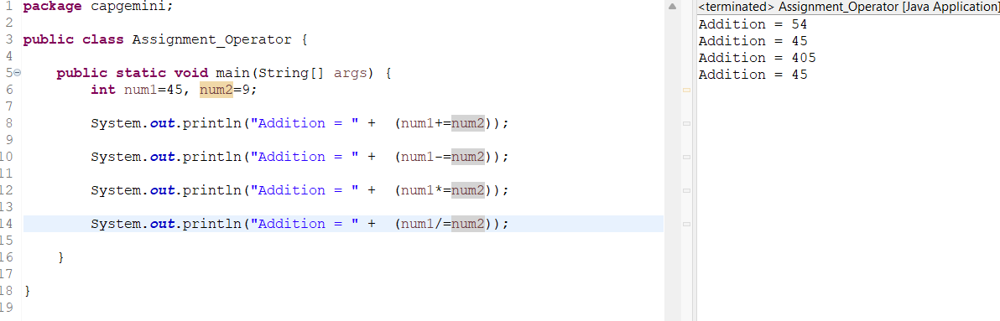 1 package capgemini;
2
3 public class Assignment_Operator {
4
5 public static void main(String[] args) {
6 int num1=45, num2=9;
7
8 System.out.println("Addition = " +  (num1+=num2));
9
10 System.out.println("Addition = " +  (num1-=num2));
11
12 System.out.println("Addition = " +  (num1*=num2));
13
14 System.out.println("Addition = " +  (num1/=num2));
15
16 }
17
18 }
19
<terminated> Assignment_Operator [Java Application]
Addition = 54
Addition = 45
Addition = 405
Addition = 45